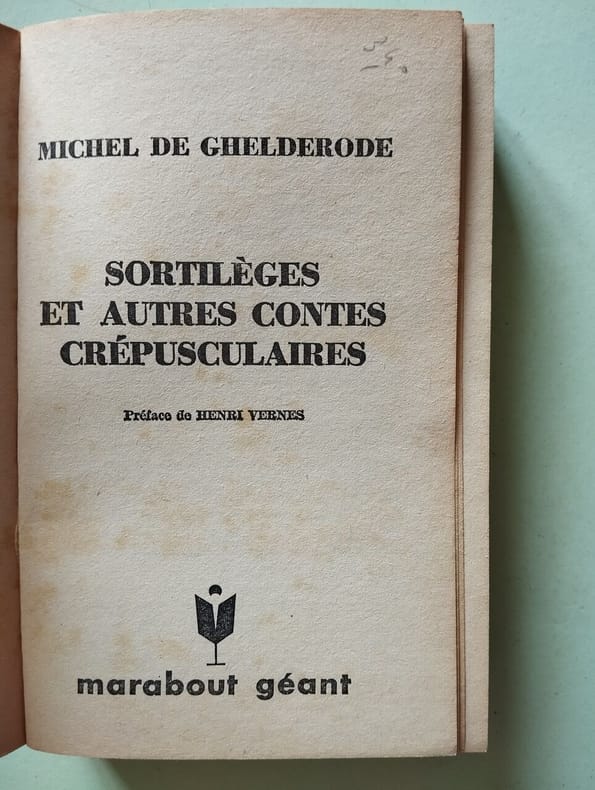 MICHEL DE GHELDERODE
SORTILÈGES
ET AUTRES CONTES
CRÉPUSCULAIRES
Préface de HENRI VERNES
marabout géant